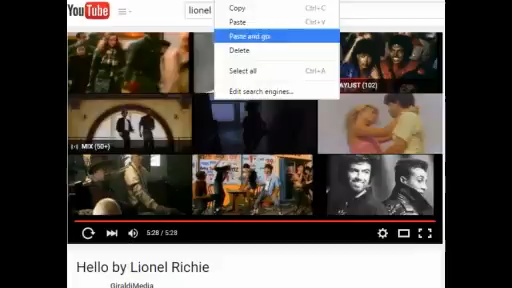 YouTube
lionel
Copy Ctrl+C
Paste Ctrl+V
Paste and go
Delete
Select all Ctrl+A
Edit search engines...
PLAYLIST (102)
MIX (50+)
5:28 / 5:28
Hello by Lionel Richie
GiraldiMedia